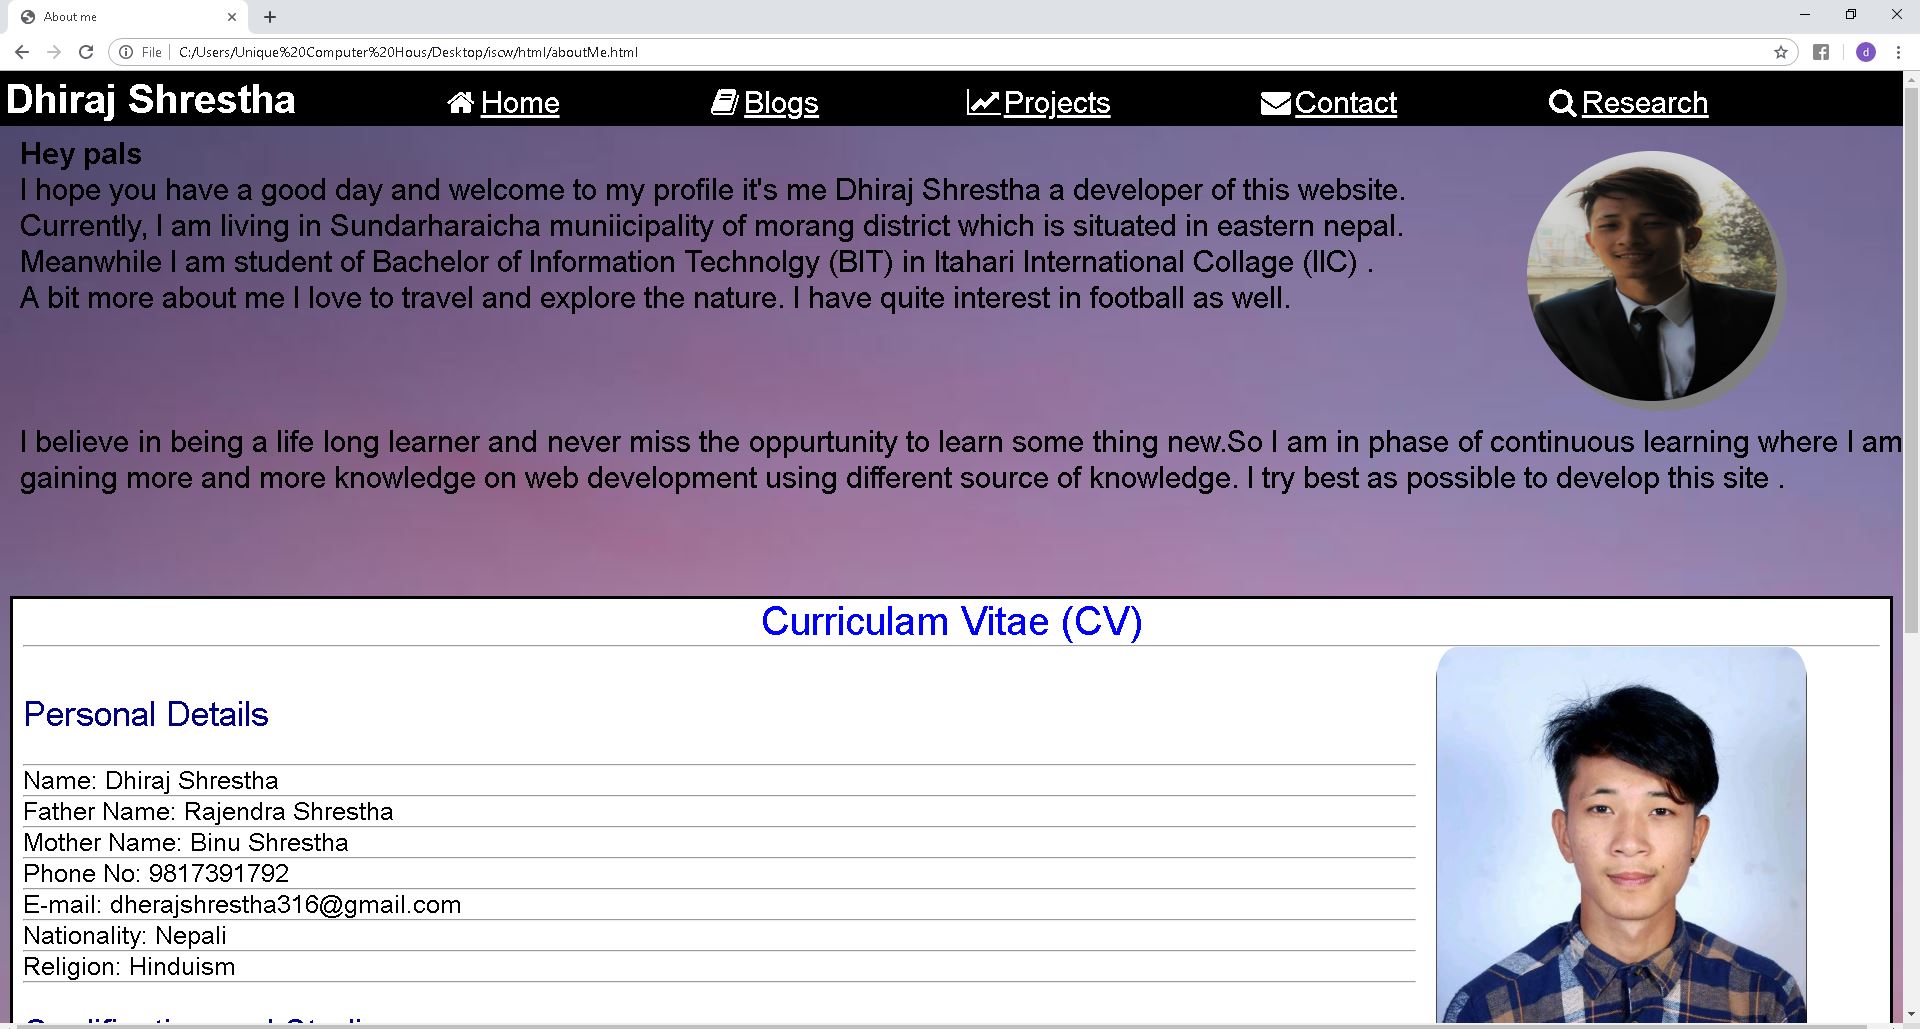 About me
File C:/Users/Unique%20Computer%20Hous/Desktop/iscw/html/aboutMe.html
d
Dhiraj Shrestha Home Blogs Projects Contact Research
Hey pals
I hope you have a good day and welcome to my profile it's me Dhiraj Shrestha a developer of this website.
Currently, I am living in Sundarharaicha muniicipality of morang district which is situated in eastern nepal.
Meanwhile I am student of Bachelor of Information Technolgy (BIT) in Itahari International Collage (IIC) .
A bit more about me I love to travel and explore the nature. I have quite interest in football as well.
I believe in being a life long learner and never miss the oppurtunity to learn some thing new.So I am in phase of continuous learning where I am
gaining more and more knowledge on web development using different source of knowledge. I try best as possible to develop this site .
Curriculam Vitae (CV)
Personal Details
Name: Dhiraj Shrestha
Father Name: Rajendra Shrestha
Mother Name: Binu Shrestha
Phone No: 9817391792
E-mail: dherajshrestha316@gmail.com
Nationality: Nepali
Religion: Hinduism